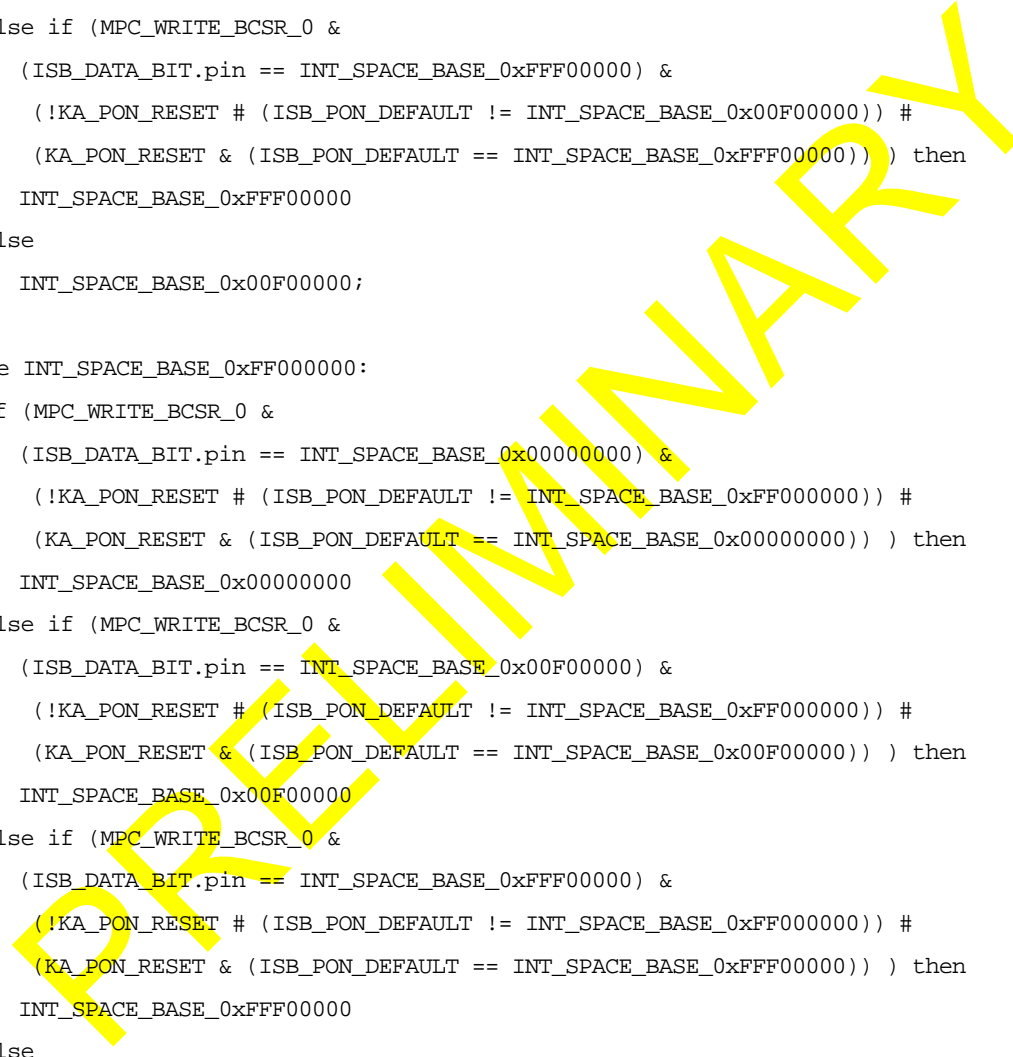 lse if (MPC_WRITE_BCSR_0 &
(ISB_DATA_BIT.pin == INT_SPACE_BASE_0xFFF00000) &
(!KA_PON_RESET # (ISB_PON_DEFAULT != INT_SPACE_BASE_0x00F00000)) #
(KA_PON_RESET & (ISB_PON_DEFAULT == INT_SPACE_BASE_0xFFF00000)) ) then
INT_SPACE_BASE_0xFFF00000
lse
INT_SPACE_BASE_0x00F00000;
e INT_SPACE_BASE_0xFF000000:
f (MPC_WRITE_BCSR_0 &
(ISB_DATA_BIT.pin == INT_SPACE_BASE_0x00000000) &
(!KA_PON_RESET # (ISB_PON_DEFAULT != INT_SPACE_BASE_0xFF000000)) #
(KA_PON_RESET & (ISB_PON_DEFAULT == INT_SPACE_BASE_0x00000000)) ) then
INT_SPACE_BASE_0x00000000
lse if (MPC_WRITE_BCSR_0 &
(ISB_DATA_BIT.pin == INT_SPACE_BASE_0x00F00000) &
(!KA_PON_RESET # (ISB_PON_DEFAULT != INT_SPACE_BASE_0xFF000000)) #
(KA_PON_RESET & (ISB_PON_DEFAULT == INT_SPACE_BASE_0x00F00000)) ) then
INT_SPACE_BASE_0x00F00000
lse if (MPC_WRITE_BCSR_0 &
(ISB_DATA_BIT.pin == INT_SPACE_BASE_0xFFF00000) &
(!KA_PON_RESET # (ISB_PON_DEFAULT != INT_SPACE_BASE_0xFF000000)) #
(KA_PON_RESET & (ISB_PON_DEFAULT == INT_SPACE_BASE_0xFFF00000)) ) then
INT_SPACE_BASE_0xFFF00000
lse
PRELIMINARY